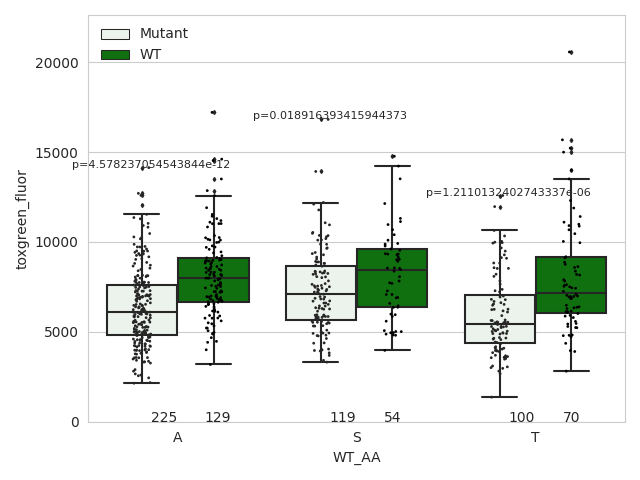 Mutant
WT
toxgreen_fluor
20000
15000
10000
5000
0
p=4.578237054543844e-12
p=0.018916393415944373
p=1.2110132402743337e-06
225 129 119 54 100 70
A S T
WT_AA